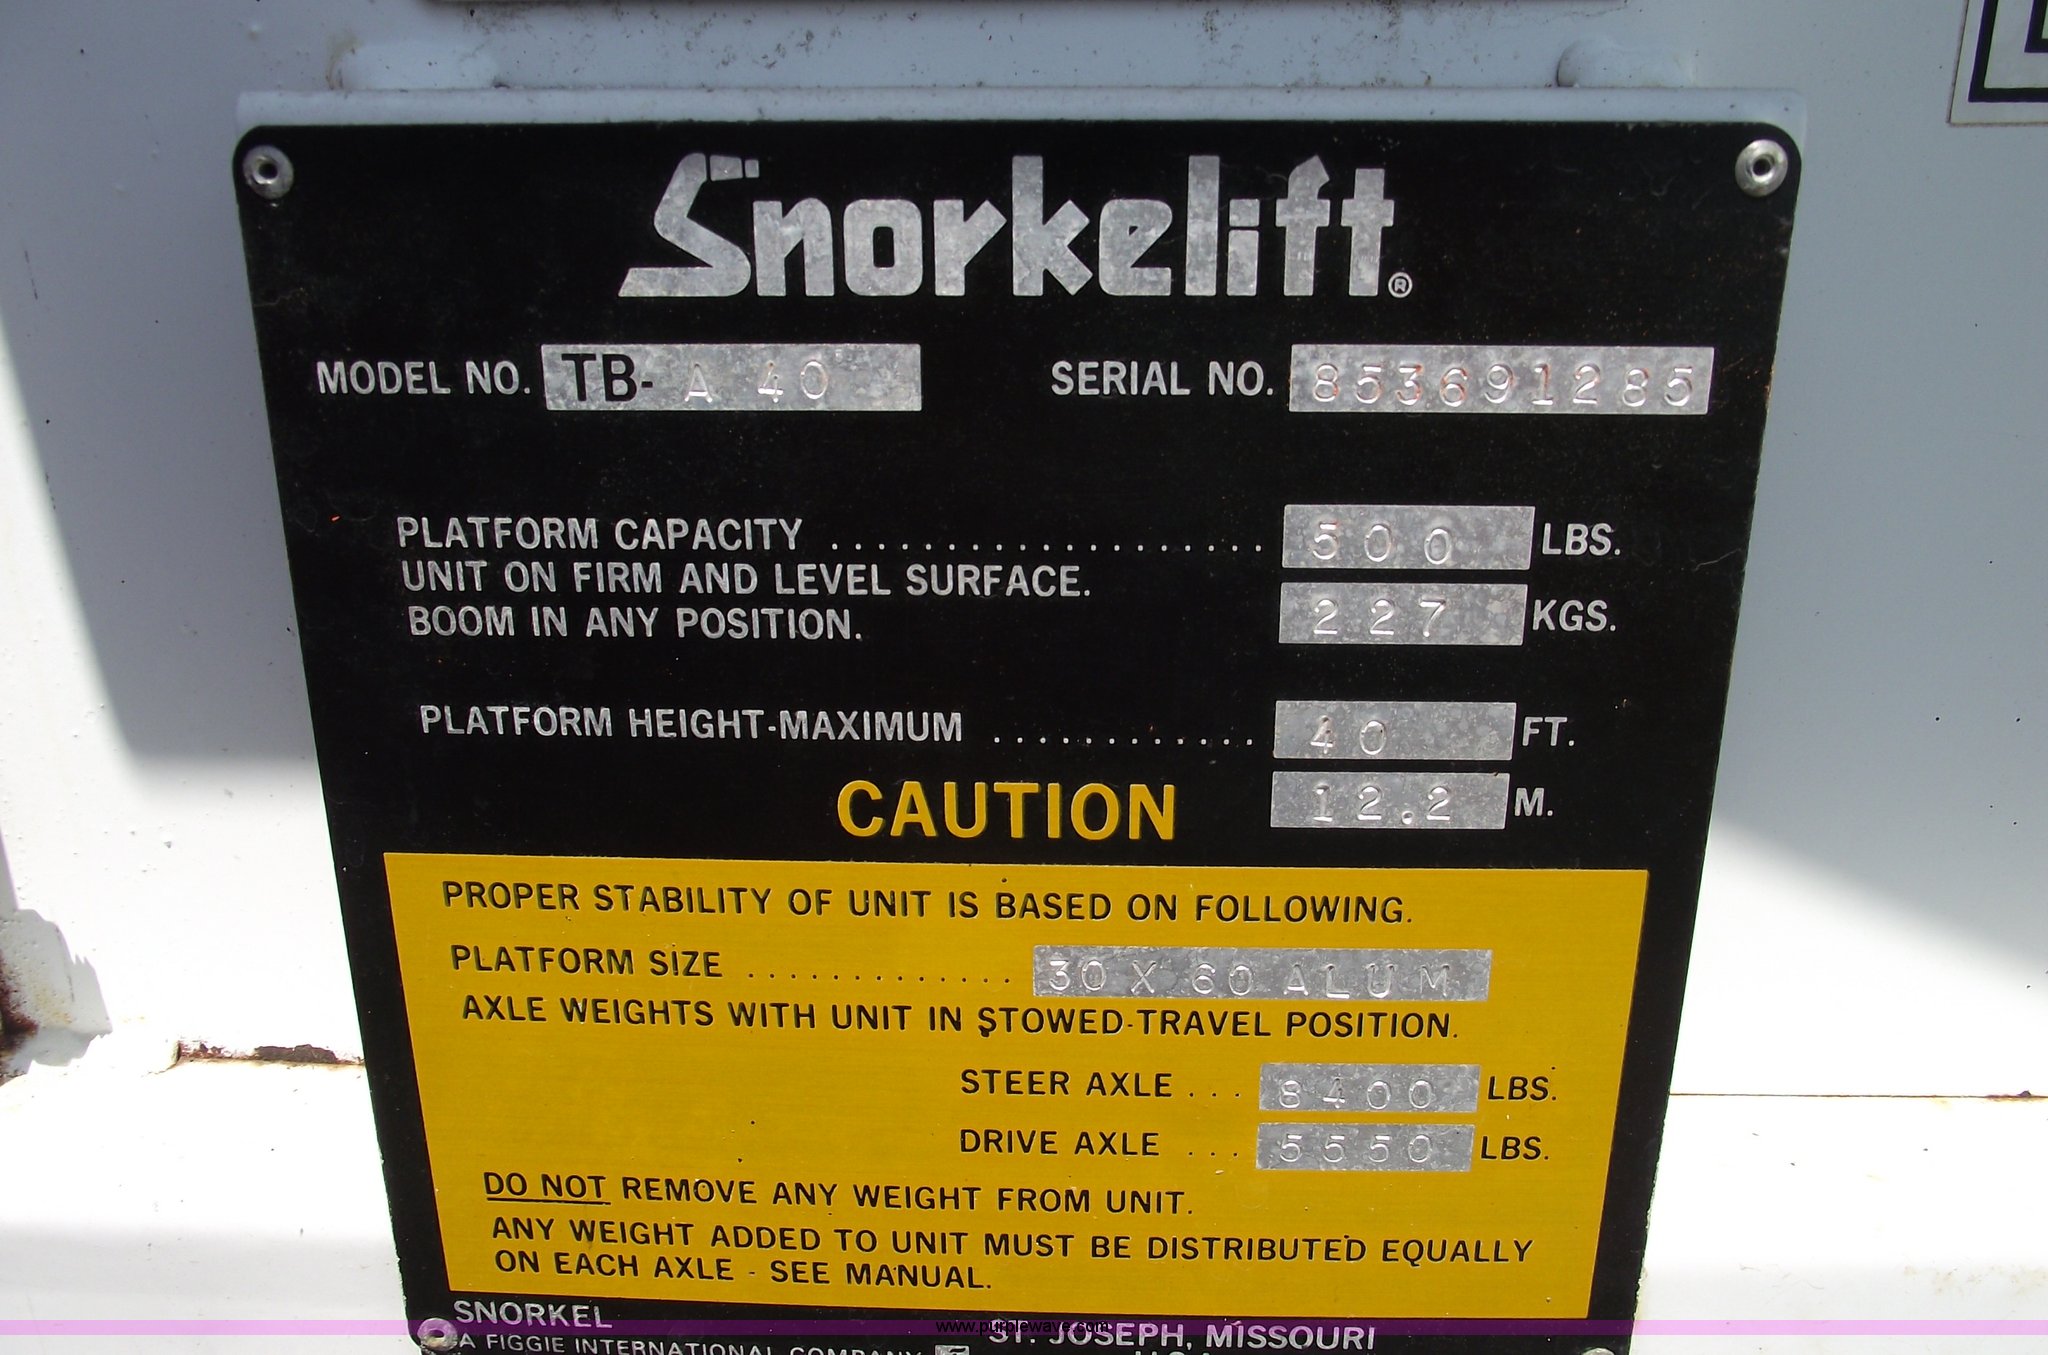 Snorkelift®
MODEL NO. TB- A 40 SERIAL NO. 853691285
PLATFORM CAPACITY ................... 500 LBS.
UNIT ON FIRM AND LEVEL SURFACE. 227 KGS.
BOOM IN ANY POSITION.
PLATFORM HEIGHT-MAXIMUM ............ 40 FT.
12.2 M.
CAUTION
PROPER STABILITY OF UNIT IS BASED ON FOLLOWING.
PLATFORM SIZE ............. 30 X 60 ALUM
AXLE WEIGHTS WITH UNIT IN STOWED-TRAVEL POSITION.
STEER AXLE ... 8400 LBS.
DRIVE AXLE ... 5550 LBS.
DO NOT REMOVE ANY WEIGHT FROM UNIT.
ANY WEIGHT ADDED TO UNIT MUST BE DISTRIBUTED EQUALLY
ON EACH AXLE - SEE MANUAL.
SNORKEL
A FIGGIE INTERNATIONAL COMPANY
ST. JOSEPH, MISSOURI
U.S.A.
www.purplewave.com